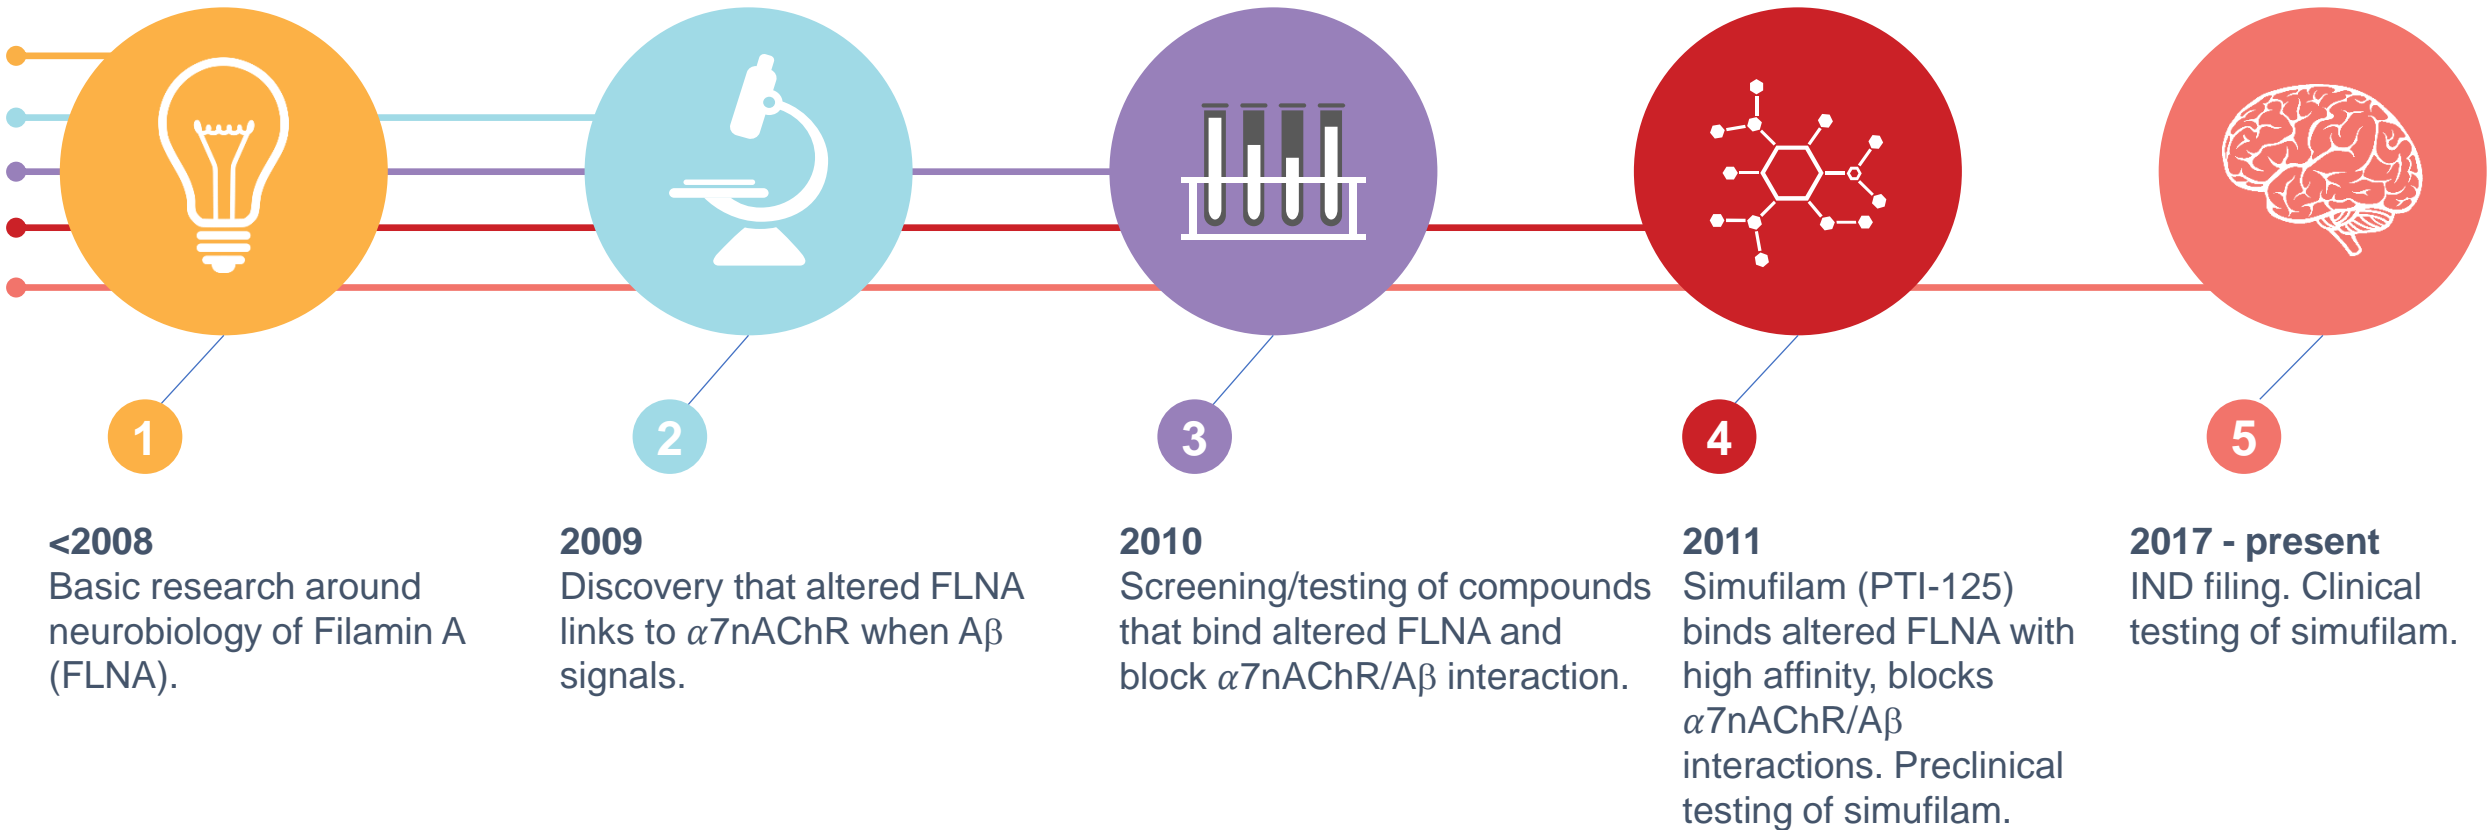 1
2
3
4
5
<2008
Basic research around
neurobiology of Filamin A
(FLNA).
2009
Discovery that altered FLNA
links to α7nAChR when Aβ
signals.
2010
Screening/testing of compounds
that bind altered FLNA and
block α7nAChR/Aβ interaction.
2011
Simufilam (PTI-125)
binds altered FLNA with
high affinity, blocks
α7nAChR/Aβ
interactions. Preclinical
testing of simufilam.
2017 - present
IND filing. Clinical
testing of simufilam.